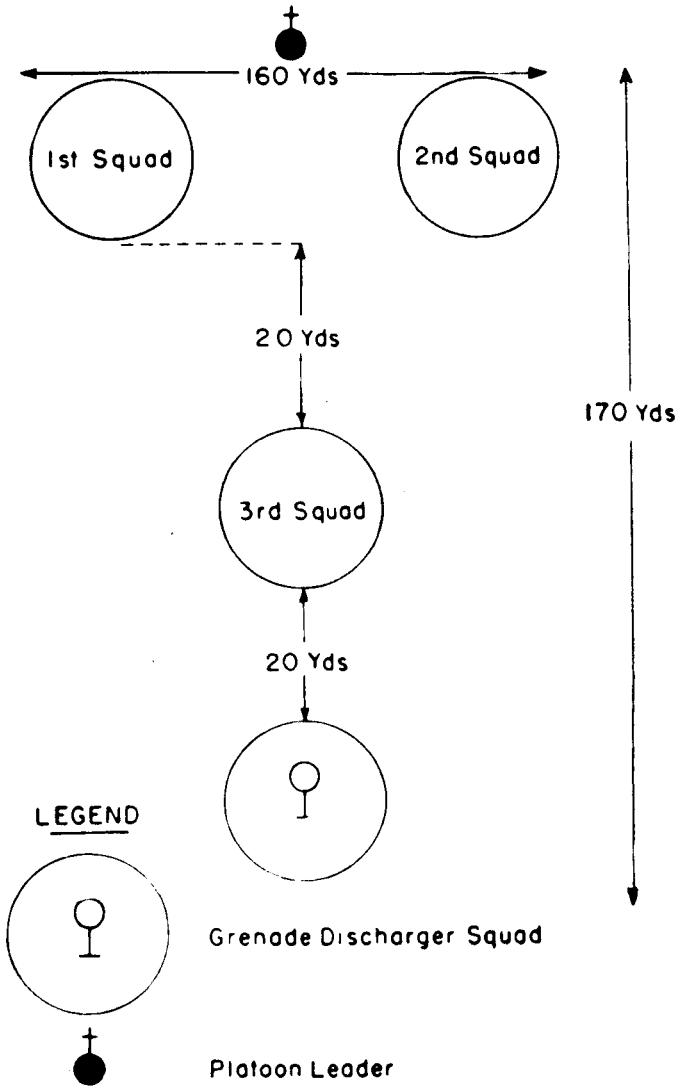 160 Yds
1st Squad
2nd Squad
20 Yds
170 Yds
3rd Squad
20 Yds
LEGEND
Grenade Discharger Squad
Platoon Leader